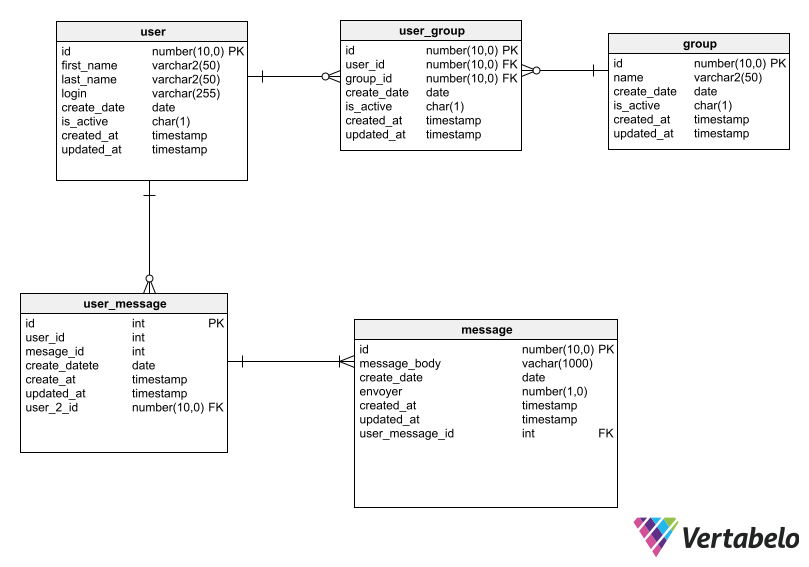 user
id number(10,0) PK
first_name varchar2(50)
last_name varchar2(50)
login varchar(255)
create_date date
is_active char(1)
created_at timestamp
updated_at timestamp
user_group
id number(10,0) PK
user_id number(10,0) FK
group_id number(10,0) FK
create_date date
is_active char(1)
created_at timestamp
updated_at timestamp
group
id number(10,0) PK
name varchar2(50)
create_date date
is_active char(1)
created_at timestamp
updated_at timestamp
user_message
id int PK
user_id int
mesage_id int
create_datete date
create_at timestamp
updated_at timestamp
user_2_id number(10,0) FK
message
id number(10,0) PK
message_body vachar(1000)
create_date date
envoyer number(1,0)
created_at timestamp
updated_at timestamp
user_message_id int FK
Vertabelo